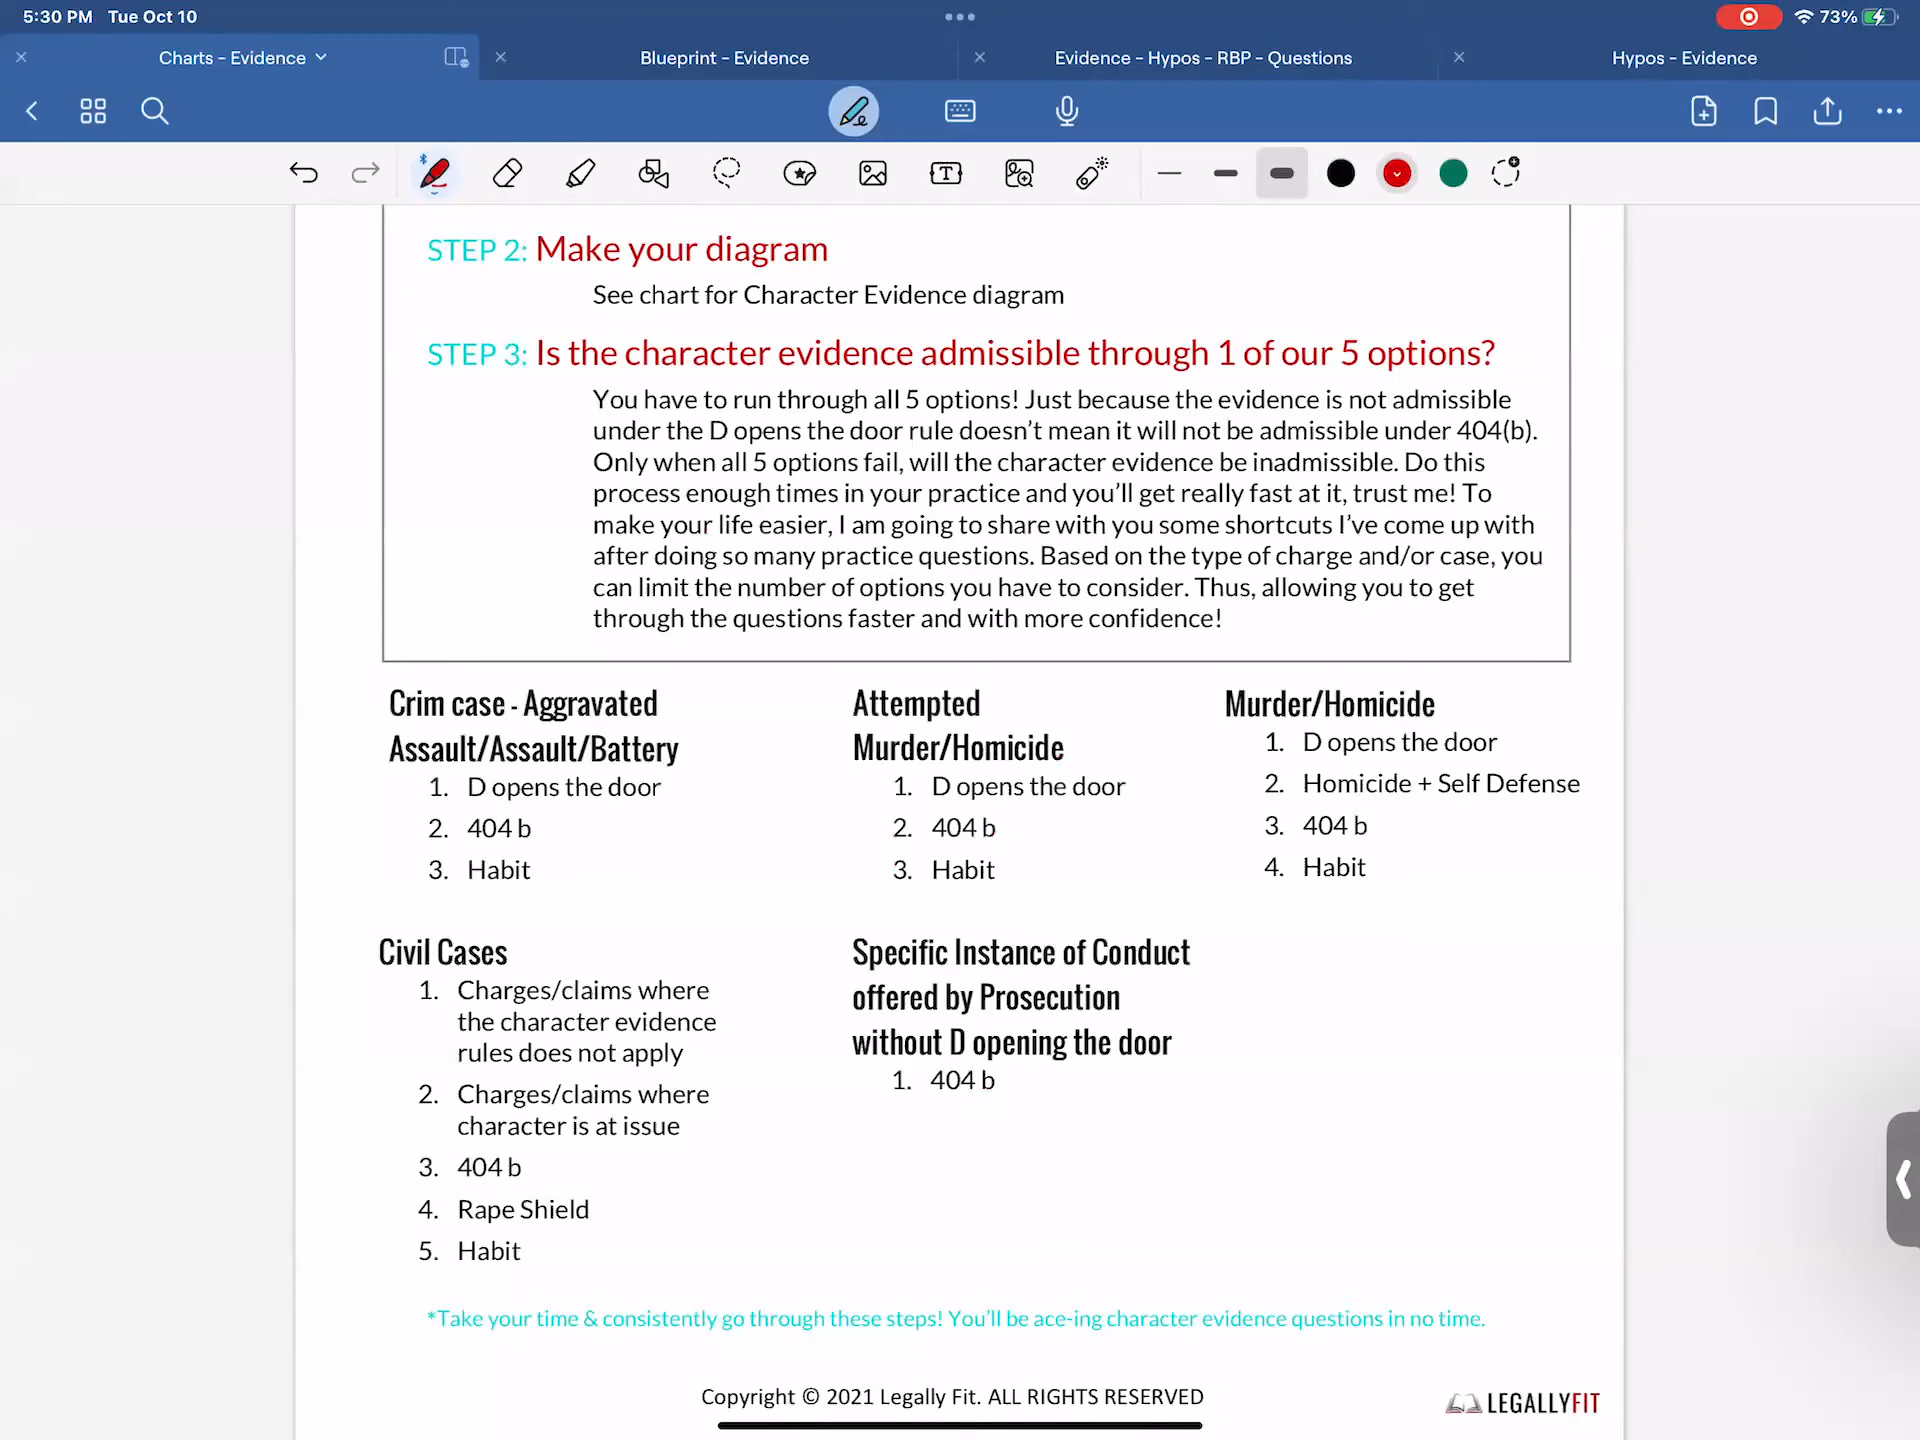 5:30 PM Tue Oct 10
73%
Charts - Evidence
Blueprint - Evidence
Evidence - Hypos - RBP - Questions
Hypos - Evidence
STEP 2: Make your diagram
See chart for Character Evidence diagram
STEP 3: Is the character evidence admissible through 1 of our 5 options?
You have to run through all 5 options! Just because the evidence is not admissible
under the D opens the door rule doesn't mean it will not be admissible under 404(b).
Only when all 5 options fail, will the character evidence be inadmissible. Do this
process enough times in your practice and you'll get really fast at it, trust me! To
make your life easier, I am going to share with you some shortcuts I've come up with
after doing so many practice questions. Based on the type of charge and/or case, you
can limit the number of options you have to consider. Thus, allowing you to get
through the questions faster and with more confidence!
Crim case - Aggravated
Assault/Assault/Battery
1. D opens the door
2. 404 b
3. Habit
Attempted
Murder/Homicide
1. D opens the door
2. 404 b
3. Habit
Murder/Homicide
1. D opens the door
2. Homicide + Self Defense
3. 404 b
4. Habit
Civil Cases
1. Charges/claims where
the character evidence
rules does not apply
2. Charges/claims where
character is at issue
3. 404 b
4. Rape Shield
5. Habit
Specific Instance of Conduct
offered by Prosecution
without D opening the door
1. 404 b
*Take your time & consistently go through these steps! You'll be ace-ing character evidence questions in no time.
Copyright © 2021 Legally Fit. ALL RIGHTS RESERVED
LEGALLYFIT